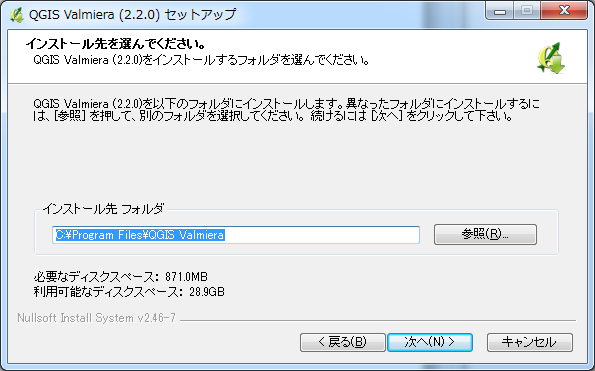 QGIS Valmiera (2.2.0) セットアップ
インストール先を選んでください。
QGIS Valmiera (2.2.0)をインストールするフォルダを選んでください。
QGIS Valmiera (2.2.0)を以下のフォルダにインストールします。異なったフォルダにインストールするに
は、[参照] を押して、別のフォルダを選択してください。 続けるには [次へ] をクリックして下さい。
インストール先 フォルダ
C:¥Program Files¥QGIS Valmiera
参照(R)...
必要なディスクスペース: 871.0MB
利用可能なディスクスペース: 28.9GB
Nullsoft Install System v2.46-7
< 戻る(B)
次へ(N) >
キャンセル